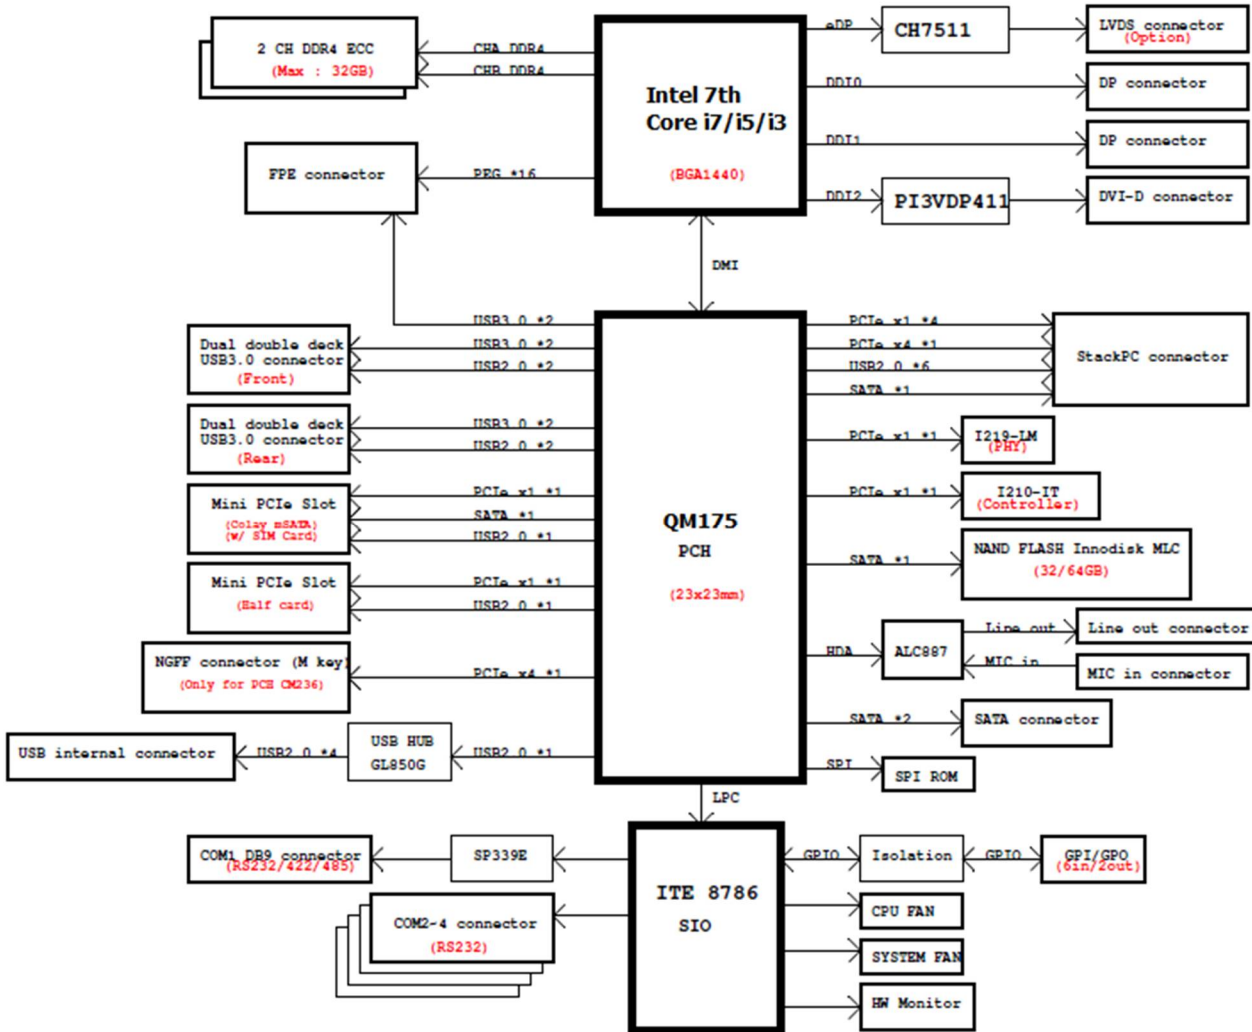 2 CH DDR4 ECC
(Max : 32GB)
CHA DDR4
CHB DDR4
Intel 7th
Core i7/i5/i3
(BGA1440)
eDP
CH7511
LVDS connector
(Option)
DDI0
DP connector
DDI1
DP connector
DDI2
PI3VDP411
DVI-D connector
FPE connector
PEG *16
DMI
USB3.0 *2
Dual double deck
USB3.0 connector
(Front)
USB3.0 *2
USB2.0 *2
Dual double deck
USB3.0 connector
(Rear)
USB3.0 *2
USB2.0 *2
Mini PCIe Slot
(Colay mSATA)
(w/ SIM Card)
PCIe x1 *1
SATA *1
USB2.0 *1
Mini PCIe Slot
(Half card)
PCIe x1 *1
USB2.0 *1
NGFF connector (M key)
(Only for PCH CM236)
PCIe x4 *1
USB internal connector
USB2.0 *4
USB HUB
GL850G
USB2.0 *1
QM175
PCH
(23x23mm)
PCIe x1 *4
PCIe x4 *1
USB2.0 *6
SATA *1
StackPC connector
PCIe x1 *1
I219-LM
(PHY)
PCIe x1 *1
I210-IT
(Controller)
SATA *1
NAND FLASH Innodisk MLC
(32/64GB)
HDA
ALC887
Line out
Line out connector
MIC in
MIC in connector
SATA *2
SATA connector
SPI
SPI ROM
LPC
COM1 DB9 connector
(RS232/422/485)
SP339E
COM2-4 connector
(RS232)
ITE 8786
SIO
GPIO
Isolation
GPIO
GPI/GPO
(6in/2out)
CPU FAN
SYSTEM FAN
HW Monitor